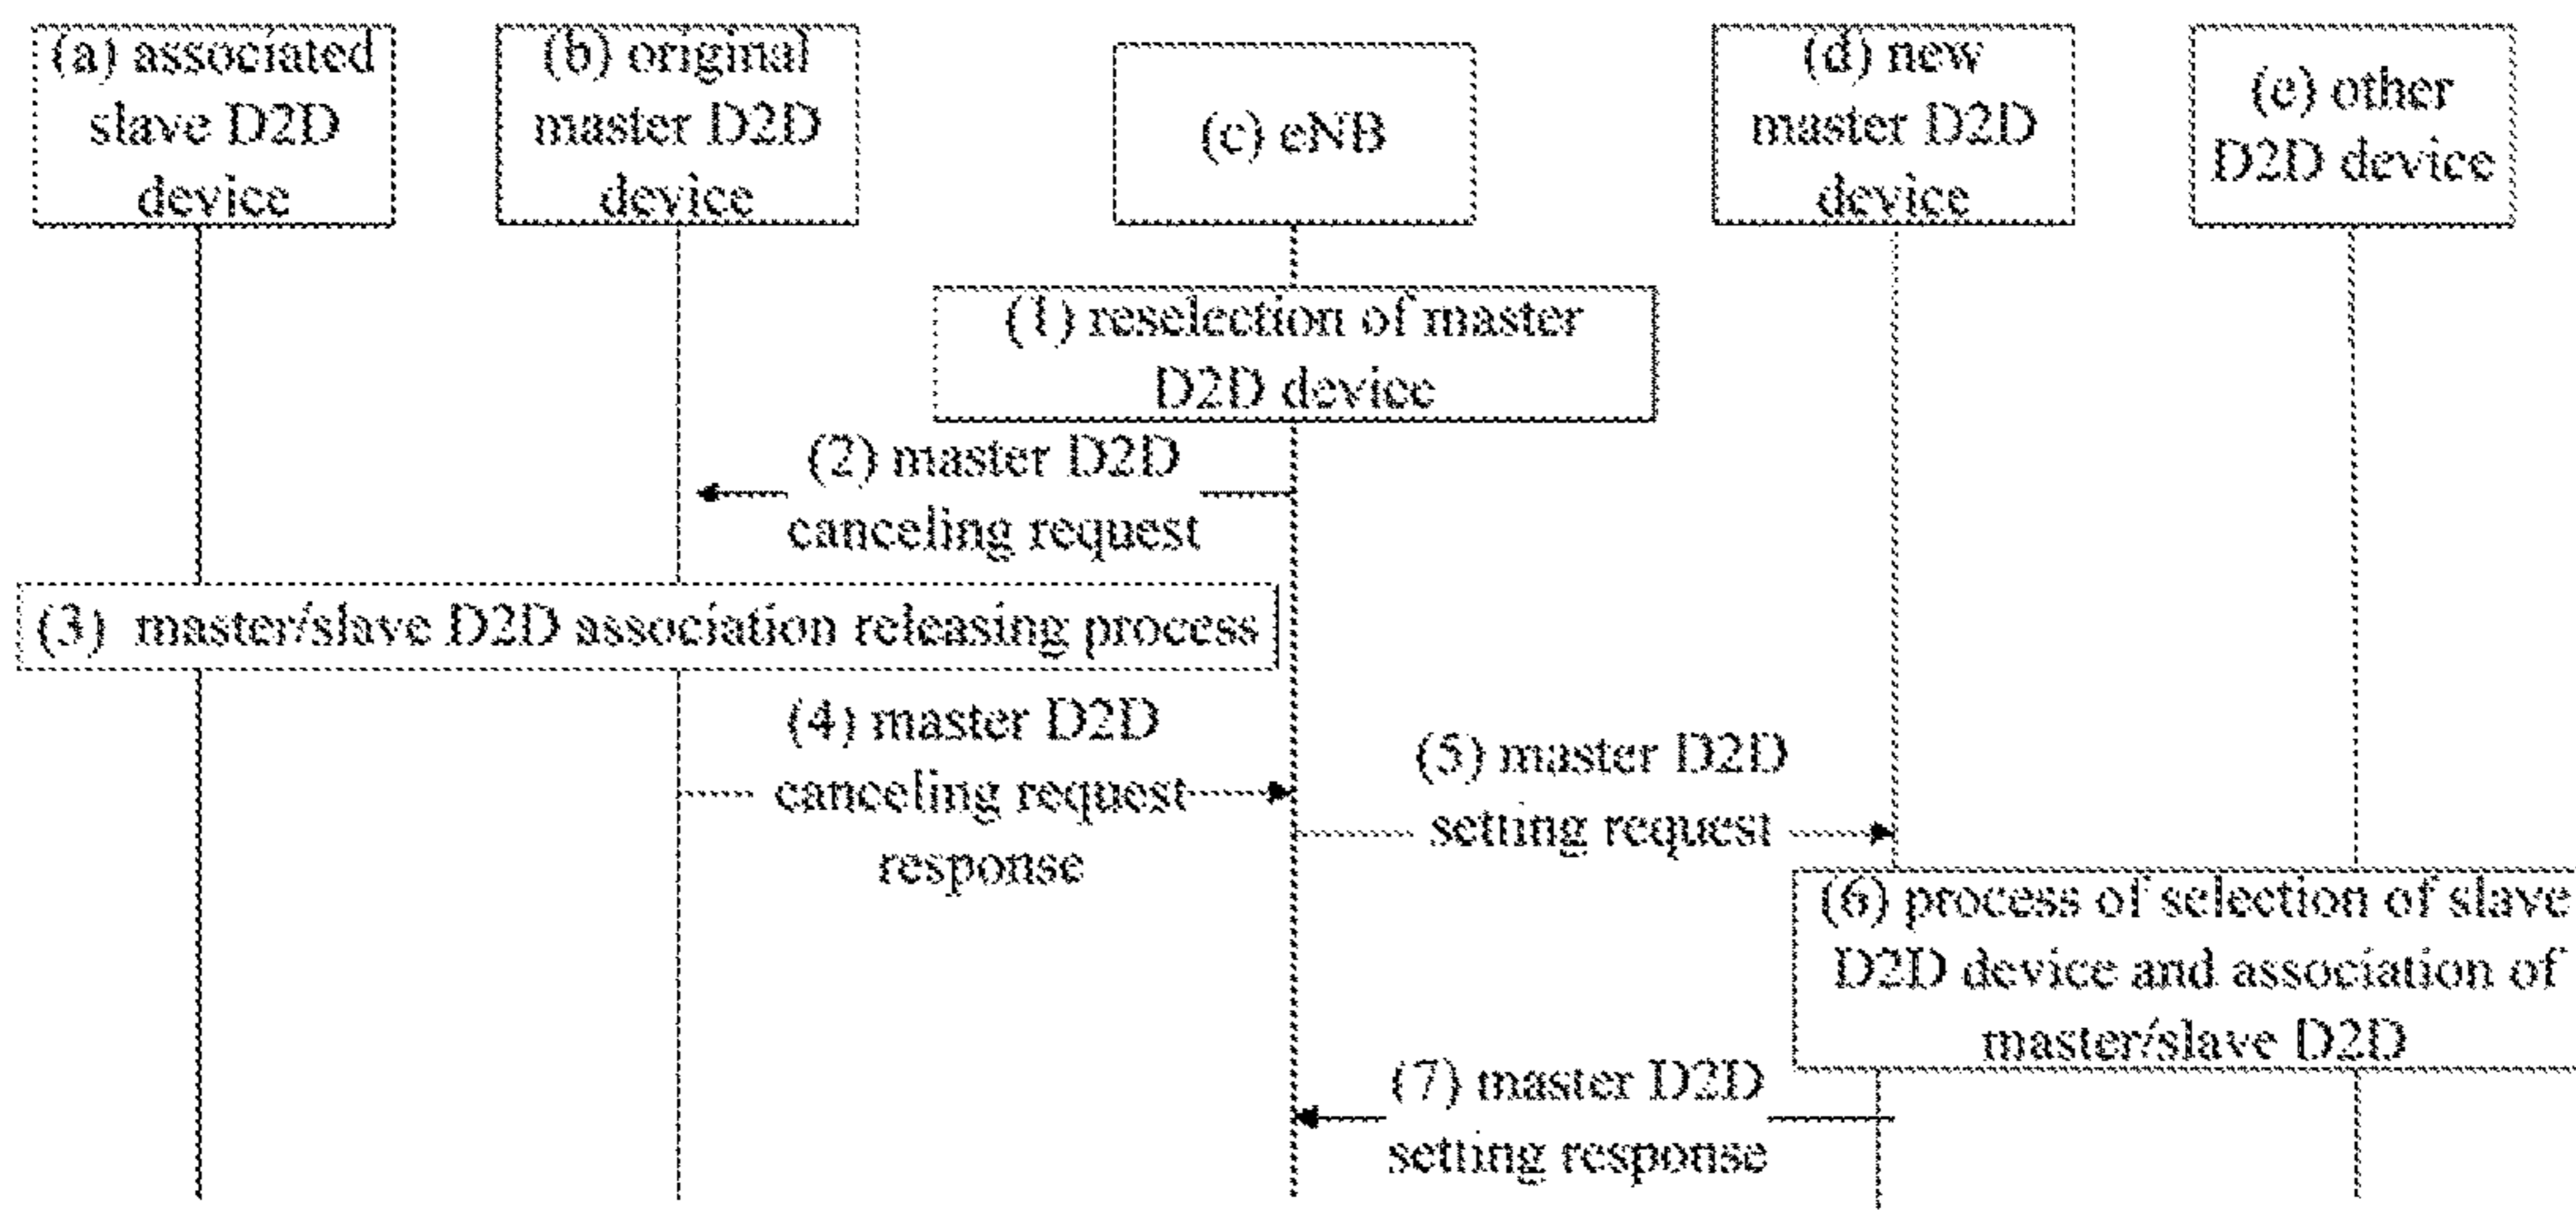 (a) associated
slave D2D
device
(b) original
master D2D
device
(c) eNB
(d) new
master D2D
device
(e) other
D2D device
(1) reselection of master
D2D device
(2) master D2D
canceling request
(3) master/slave D2D association releasing process
(4) master D2D
canceling request
response
(5) master D2D
setting request
(6) process of selection of slave
D2D device and association of
master/slave D2D
(7) master D2D
setting response